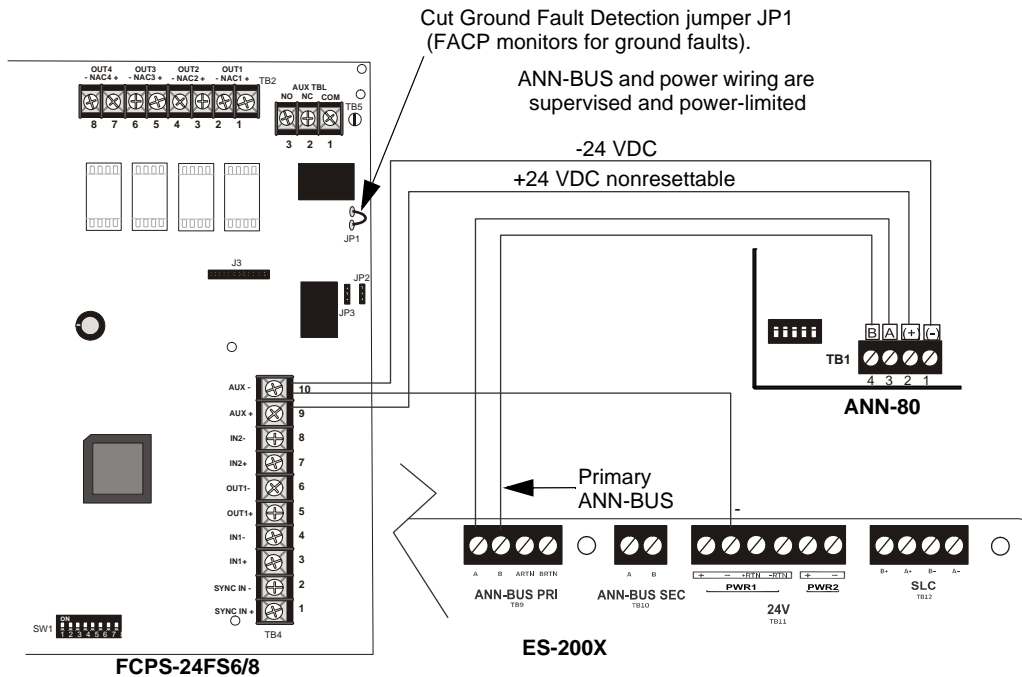 Cut Ground Fault Detection jumper JP1
(FACP monitors for ground faults).
ANN-BUS and power wiring are
supervised and power-limited
OUT4 OUT3 OUT2 OUT1
- NAC4 + - NAC3 + - NAC2 + - NAC1 +
TB2
8 7 6 5 4 3 2 1
AUX TBL
NO NC COM
TB5
3 2 1
-24 VDC
+24 VDC nonresettable
JP1
J3
JP2
JP3
B A (+) (-)
TB1
4 3 2 1
ANN-80
AUX - 10
AUX + 9
IN2- 8
IN2+ 7
OUT1- 6
OUT1+ 5
IN1- 4
IN1+ 3
SYNC IN - 2
SYNC IN + 1
TB4
SW1
ON
1 2 3 4 5 6 7 8
FCPS-24FS6/8
Primary
ANN-BUS
-
A B ARTN BRTN
ANN-BUS PRI
TB9
A B
ANN-BUS SEC
TB10
+ - +RTN -RTN + -
PWR1 PWR2
24V
TB11
B+ A+ B- A-
SLC
TB12
ES-200X